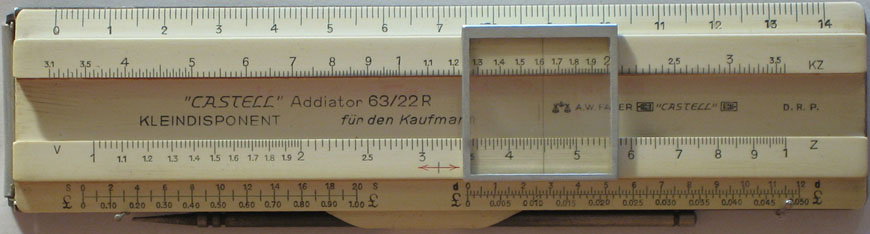 0 1 2 3 4 5 6 7 10 11 12 13 14
3.1 3.5 4 5 6 7 8 9 1 1.1 1.2 1.3 1.4 1.5 1.6 1.7 1.8 1.9 2 2.5 3 3.5 KZ
"CASTELL" Addiator 63/22 R A.W. FABER "CASTELL" D.R.P.
KLEINDISPONENT für den Kaufmann
V 1 1.1 1.2 1.3 1.4 1.5 1.6 1.7 1.8 1.9 2 2.5 3 4 5 6 7 8 9 1 Z
S 0 2 4 6 8 10 12 14 16 18 20 S P 0 1 2 3 4 5 6 7 8 9 10 11 12 P
£ 0 0.10 0.20 0.30 0.40 0.50 0.60 0.70 0.80 0.90 1.00 £ £ 0 0.005 0.010 0.015 0.020 0.025 0.030 0.035 0.040 0.045 0.050 £